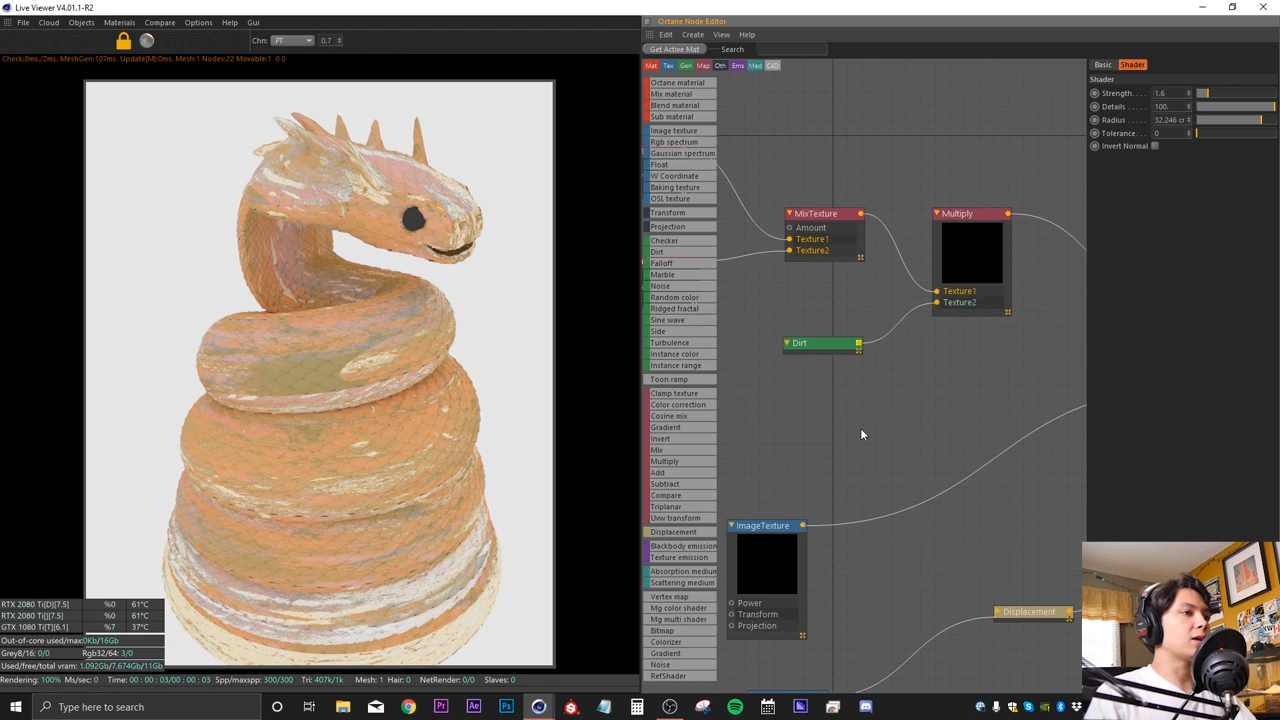 Live Viewer V4.01.1-R2
File Cloud Objects Materials Compare Options Help Gui
Chn: PT 0.7
Check:0ms./2ms. MeshGen:107ms. Update[M]:0ms. Mesh:1 Nodes:22 Movable:1 0 0
RTX 2080 Ti[D][7.5] %0 61°C
RTX 2080 Ti[][7.5] %0 61°C
GTX 1080 Ti[T][6.1] %7 37°C
Out-of-core used/max:0Kb/16Gb
Grey8/16: 0/0 Rgb32/64: 3/0
Used/free/total vram: 1.092Gb/7.674Gb/11Gb
Rendering: 100% Ms/sec: 0 Time: 00 : 00 : 03/00 : 00 : 03 Spp/maxspp: 300/300 Tri: 407k/1k Mesh: 1 Hair: 0 NetRender: 0/0 Slaves: 0
Octane Node Editor
Edit Create View Help
Get Active Mat Search
Mat Tex Gen Map Oth Ems Med C4D
Octane material
Mix material
Blend material
Sub material
Image texture
Rgb spectrum
Gaussian spectrum
Float
W Coordinate
Baking texture
OSL texture
Transform
Projection
Checker
Dirt
Falloff
Marble
Noise
Random color
Ridged fractal
Sine wave
Side
Turbulence
Instance color
Instance range
Toon ramp
Clamp texture
Color correction
Cosine mix
Gradient
Invert
Mix
Multiply
Add
Subtract
Compare
Triplanar
Uvw transform
Displacement
Blackbody emission
Texture emission
Absorption medium
Scattering medium
Vertex map
Mg color shader
Mg multi shader
Bitmap
Colorizer
Gradient
Noise
RefShader
MixTexture
Amount
Texture1
Texture2
Multiply
Texture1
Texture2
Dirt
ImageTexture
Power
Transform
Projection
Displacement
Basic Shader
Shader
Strength. . . . 1.6
Details . . . . 100.
Radius . . . . 32.246 c
Tolerance. . . 0
Invert Normal
Type here to search